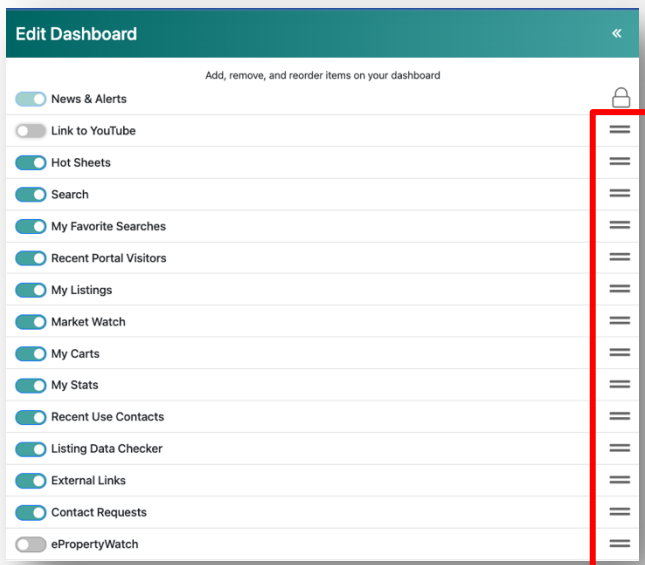 Edit Dashboard «
Add, remove, and reorder items on your dashboard
News & Alerts
Link to YouTube
Hot Sheets
Search
My Favorite Searches
Recent Portal Visitors
My Listings
Market Watch
My Carts
My Stats
Recent Use Contacts
Listing Data Checker
External Links
Contact Requests
ePropertyWatch